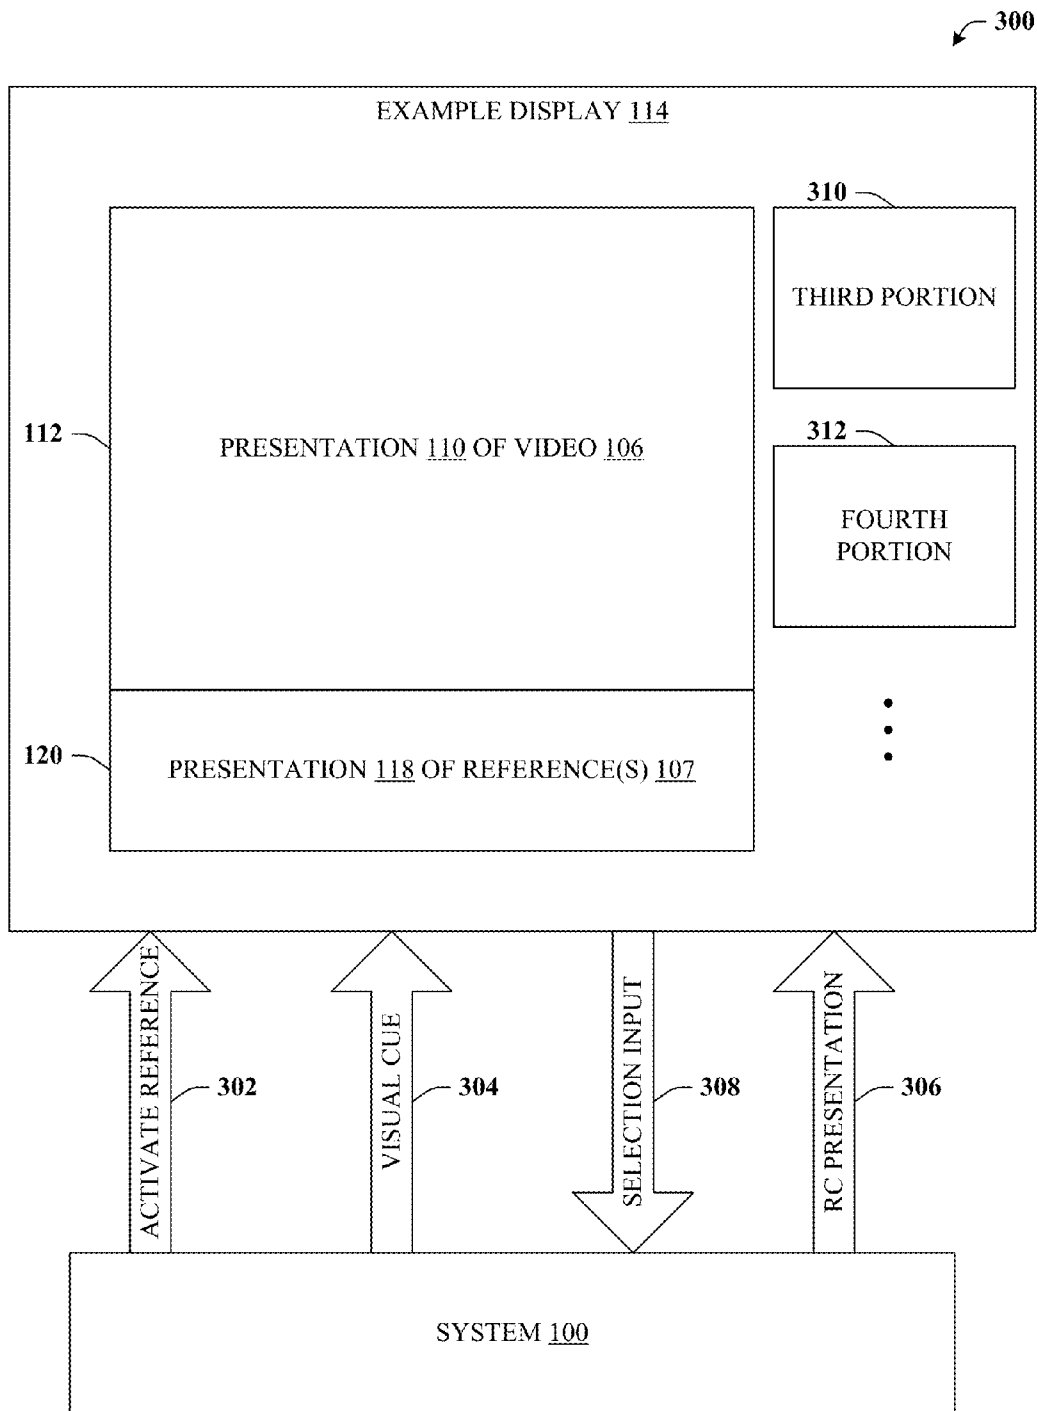 300
EXAMPLE DISPLAY 114
310
THIRD PORTION
112
PRESENTATION 110 OF VIDEO 106
312
FOURTH
PORTION
120
PRESENTATION 118 OF REFERENCE(S) 107
ACTIVATE REFERENCE
302
VISUAL CUE
304
SELECTION INPUT
308
RC PRESENTATION
306
SYSTEM 100